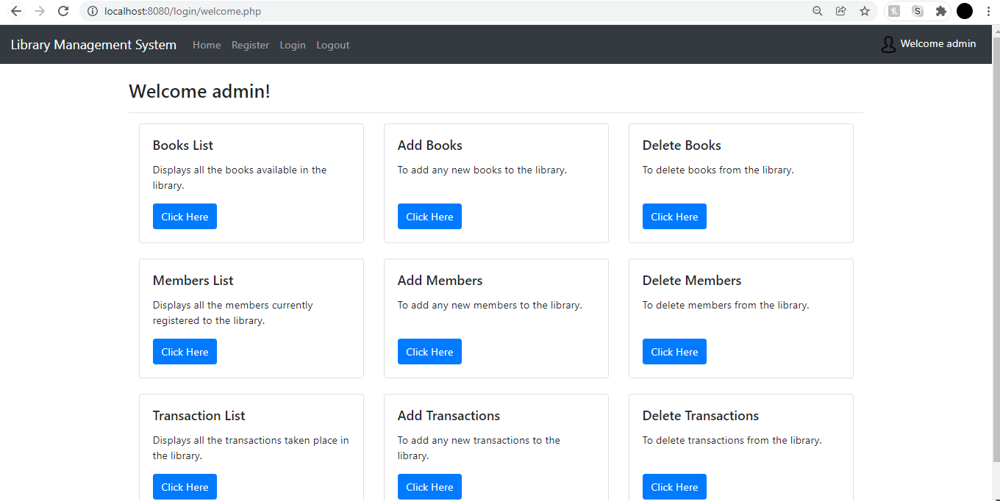 localhost:8080/login/welcome.php
Library Management System Home Register Login Logout Welcome admin
Welcome admin!
Books List
Displays all the books available in the
library.
Click Here
Add Books
To add any new books to the library.
Click Here
Delete Books
To delete books from the library.
Click Here
Members List
Displays all the members currently
registered to the library.
Click Here
Add Members
To add any new members to the library.
Click Here
Delete Members
To delete members from the library.
Click Here
Transaction List
Displays all the transactions taken place in
the library.
Click Here
Add Transactions
To add any new transactions to the
library.
Click Here
Delete Transactions
To delete transactions from the library.
Click Here